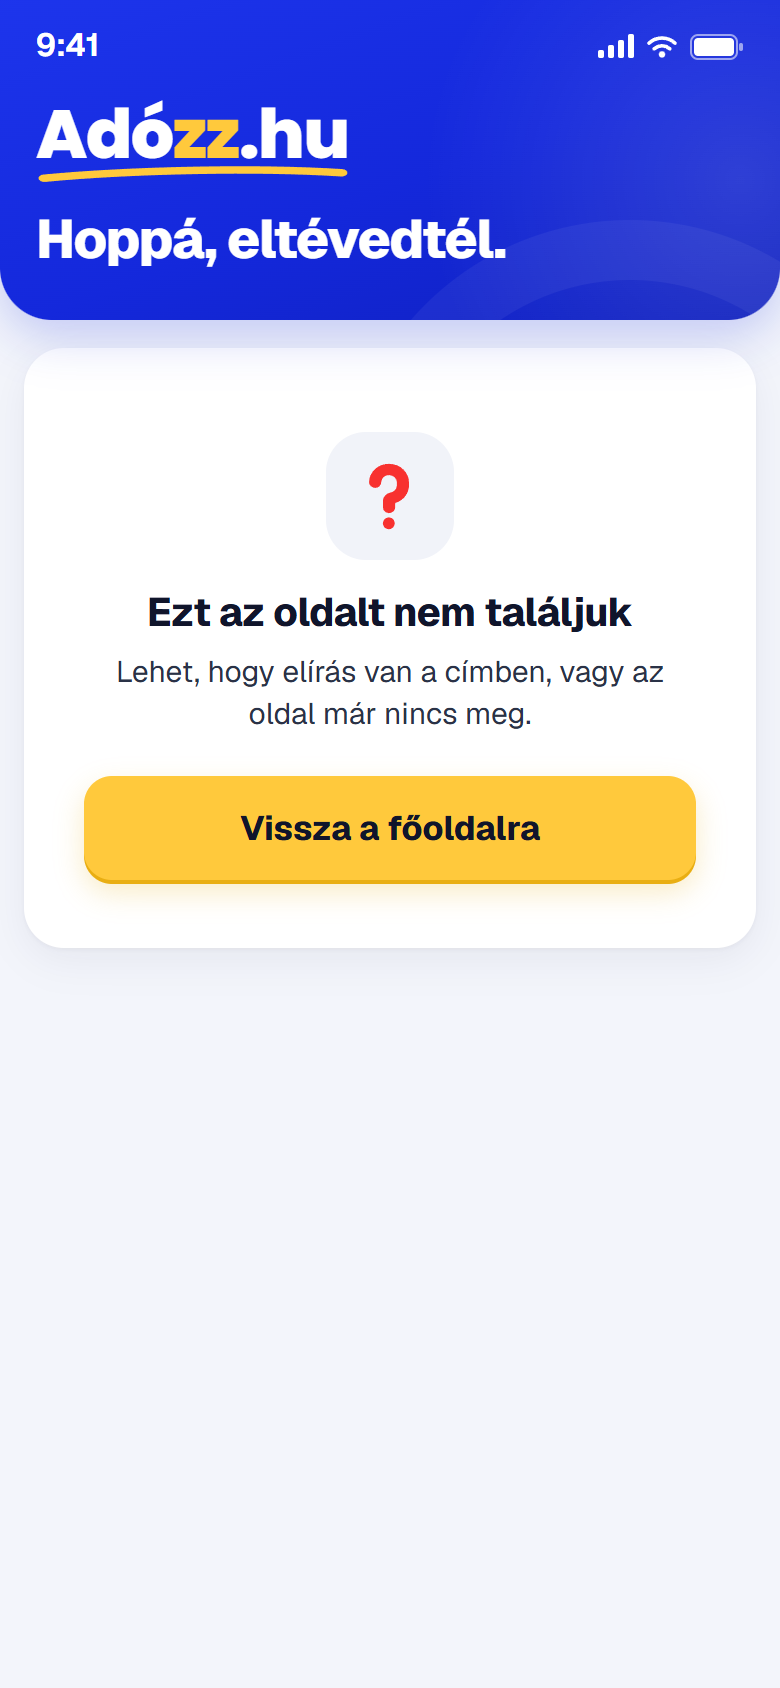 9:41
Adózz.hu
Hoppá, eltévedtél.
?
Ezt az oldalt nem találjuk
Lehet, hogy elírás van a címben, vagy az
oldal már nincs meg.
Vissza a főoldalra